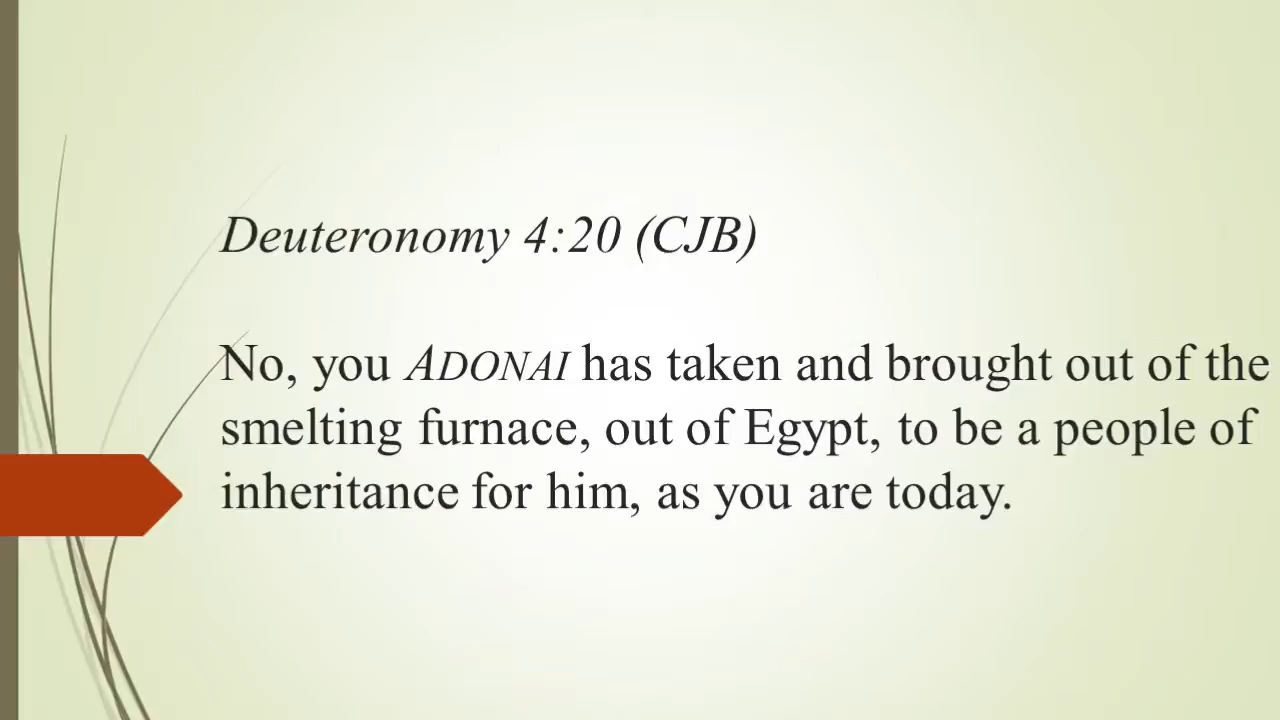 Deuteronomy 4:20 (CJB)
No, you ADONAI has taken and brought out of the
smelting furnace, out of Egypt, to be a people of
inheritance for him, as you are today.